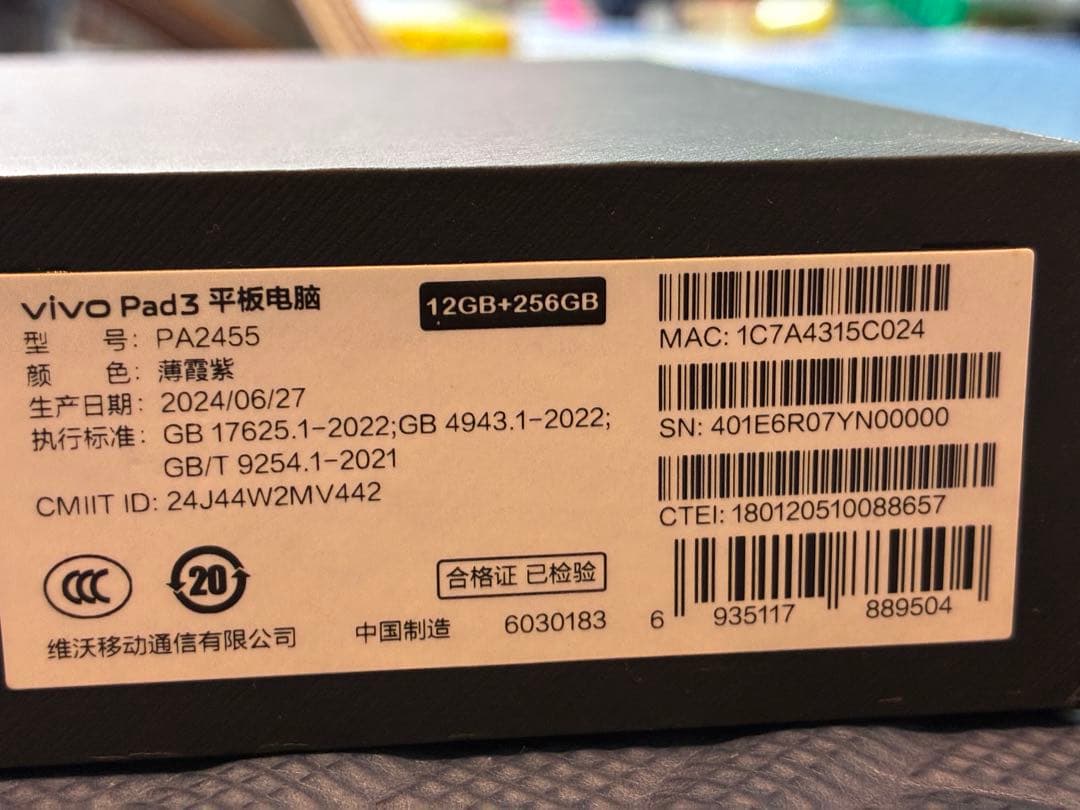 vivo Pad3 平板电脑
12GB+256GB
型 号: PA2455
颜 色: 薄霞紫
生产日期: 2024/06/27
执行标准: GB 17625.1-2022;GB 4943.1-2022;
GB/T 9254.1-2021
CMIIT ID: 24J44W2MV442
CCC
20
合格证 已检验
维沃移动通信有限公司
中国制造
6030183
MAC: 1C7A4315C024
SN: 401E6R07YN00000
CTEI: 180120510088657
6 935117 889504